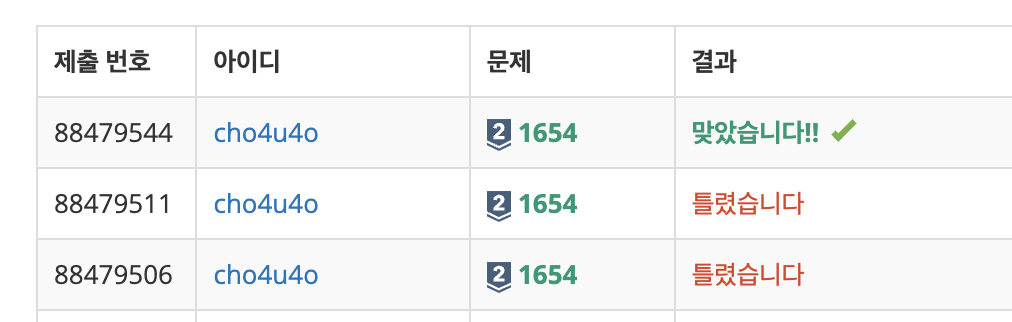 제출 번호 아이디 문제 결과
88479544 cho4u4o 2 1654 맞았습니다!!
88479511 cho4u4o 2 1654 틀렸습니다
88479506 cho4u4o 2 1654 틀렸습니다